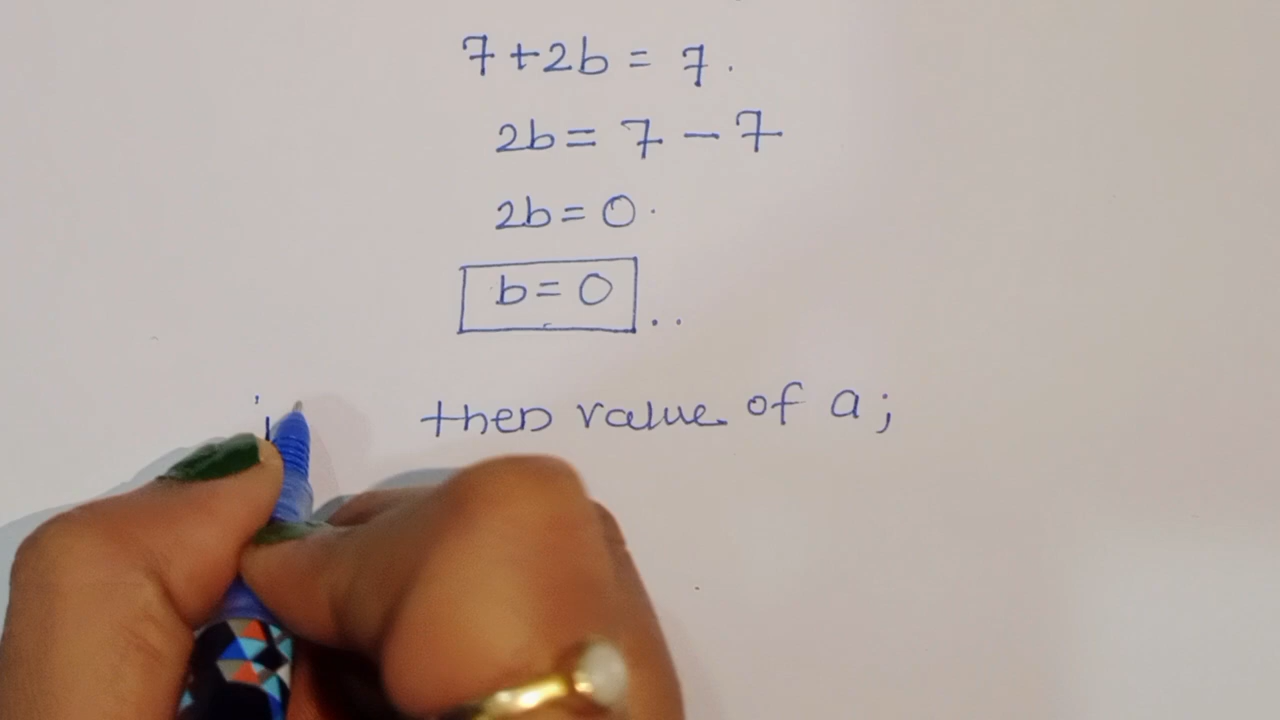 7 + 2b = 7.
2b = 7 - 7
2b = 0.
b = 0 ..
then value of a;